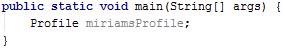 public static void main(String[] args) {
    Profile miriamsProfile;
}